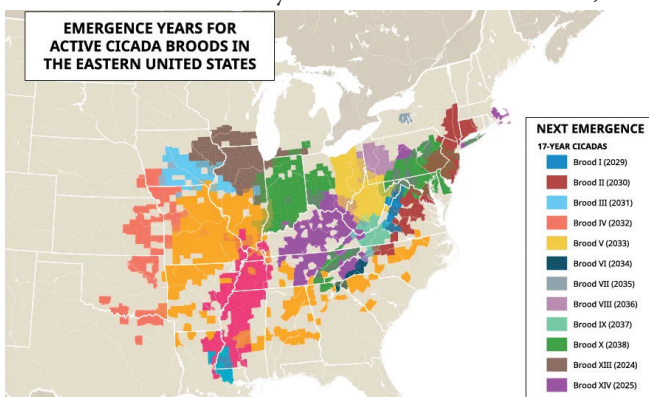 EMERGENCE YEARS FOR
ACTIVE CICADA BROODS IN
THE EASTERN UNITED STATES
NEXT EMERGENCE
17-YEAR CICADAS
Brood I (2029)
Brood II (2030)
Brood III (2031)
Brood IV (2032)
Brood V (2033)
Brood VI (2034)
Brood VII (2035)
Brood VIII (2036)
Brood IX (2037)
Brood X (2038)
Brood XIII (2024)
Brood XIV (2025)